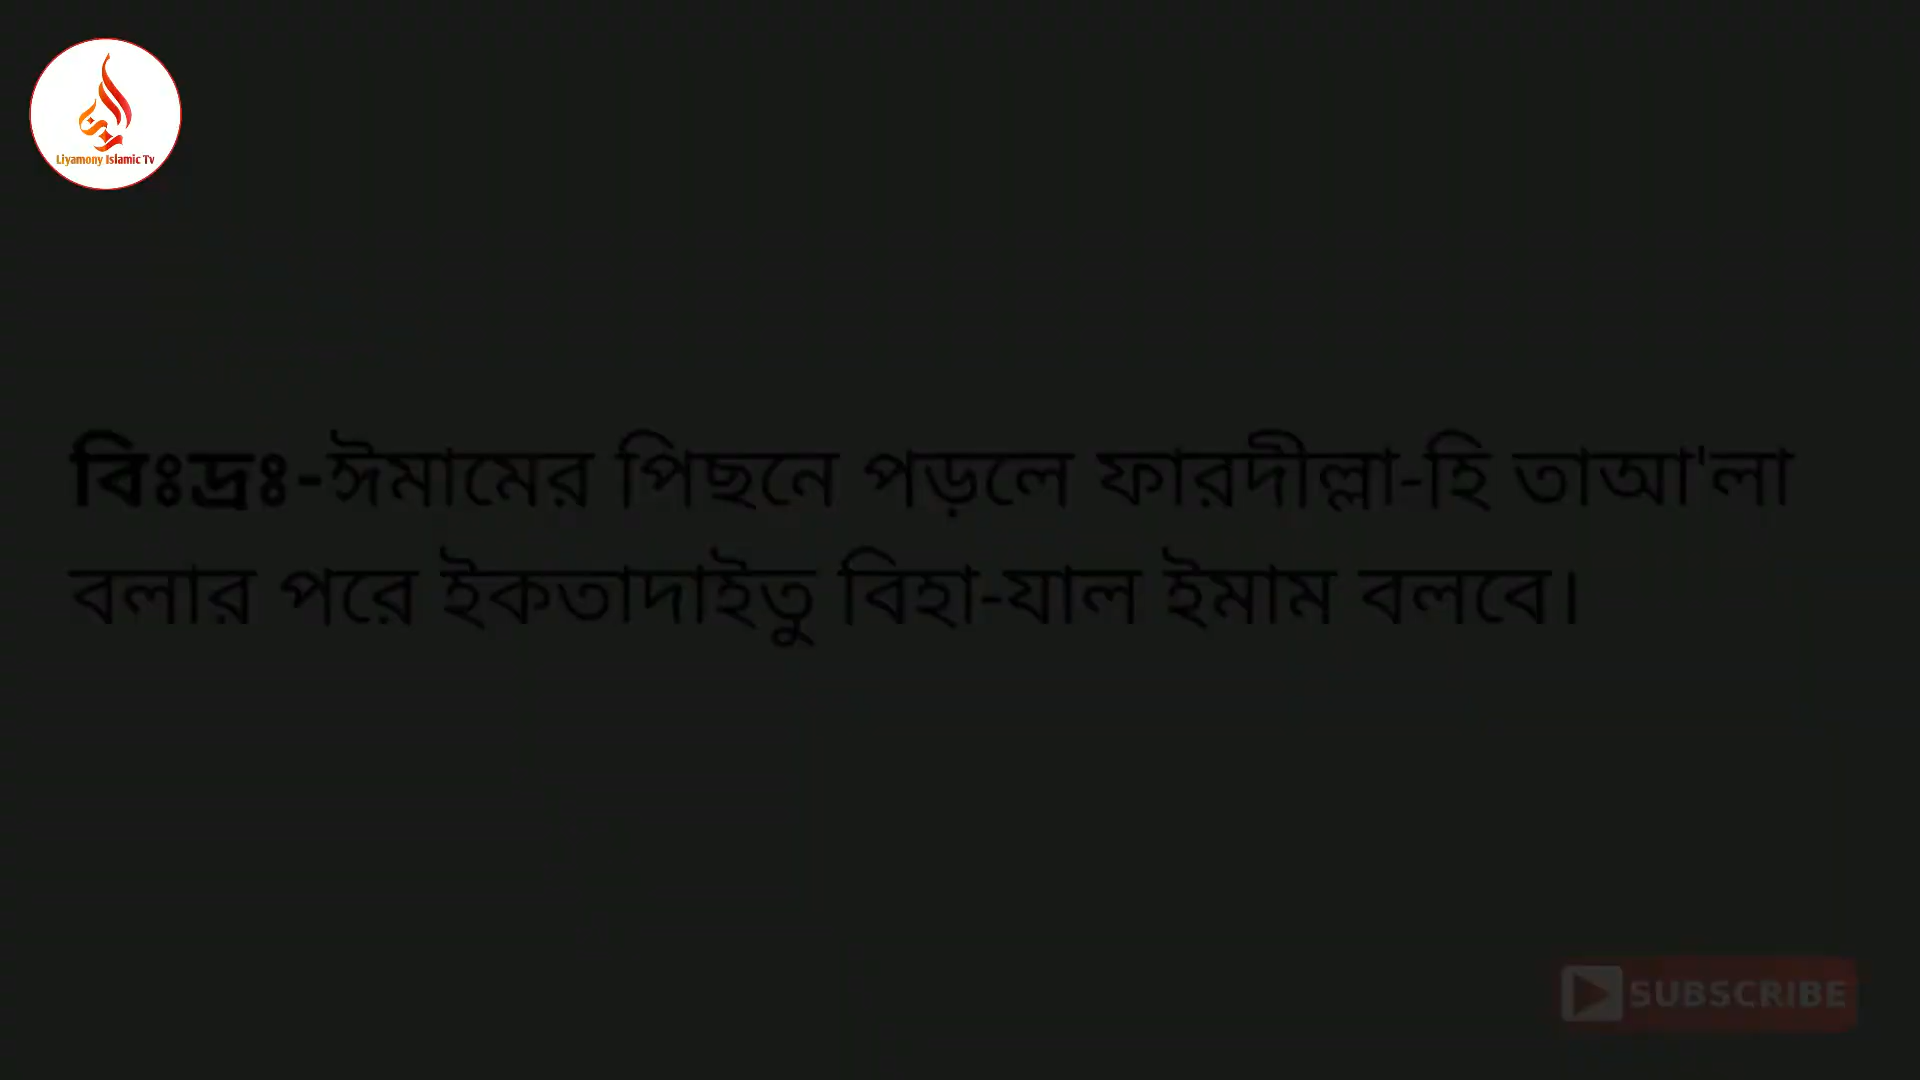 Liyamony Islamic Tv
বিঃদ্রঃ-ঈমামের পিছনে পড়লে ফারদীল্লা-হি তাআ'লা
বলার পরে ইকতাদাইতু বিহা-যাল ইমাম বলবে।
SUBSCRIBE